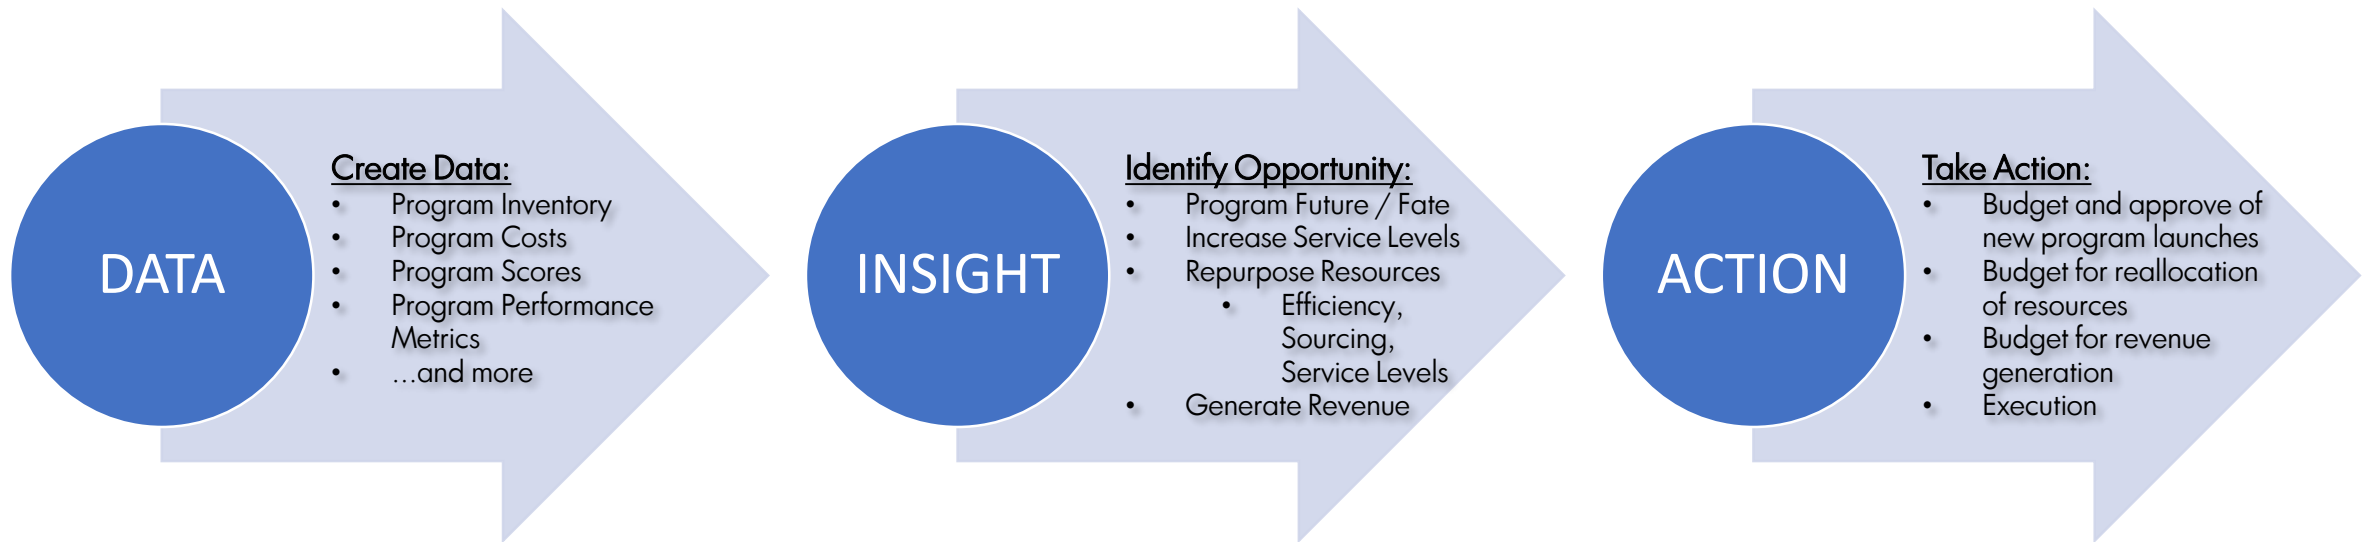 DATA
Create Data:
• Program Inventory
• Program Costs
• Program Scores
• Program Performance
Metrics
• ...and more
INSIGHT
Identify Opportunity:
• Program Future / Fate
• Increase Service Levels
• Repurpose Resources
• Efficiency,
Sourcing,
Service Levels
• Generate Revenue
ACTION
Take Action:
• Budget and approve of
new program launches
• Budget for reallocation
of resources
• Budget for revenue
generation
• Execution